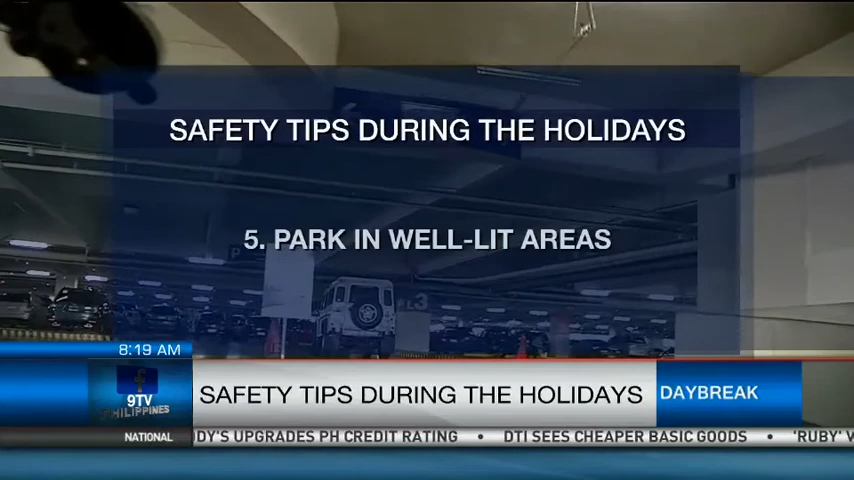 SAFETY TIPS DURING THE HOLIDAYS
5. PARK IN WELL-LIT AREAS
8:19 AM
9TV
PHILIPPINES
SAFETY TIPS DURING THE HOLIDAYS
DAYBREAK
NATIONAL
DY'S UPGRADES PH CREDIT RATING • DTI SEES CHEAPER BASIC GOODS • 'RUBY'